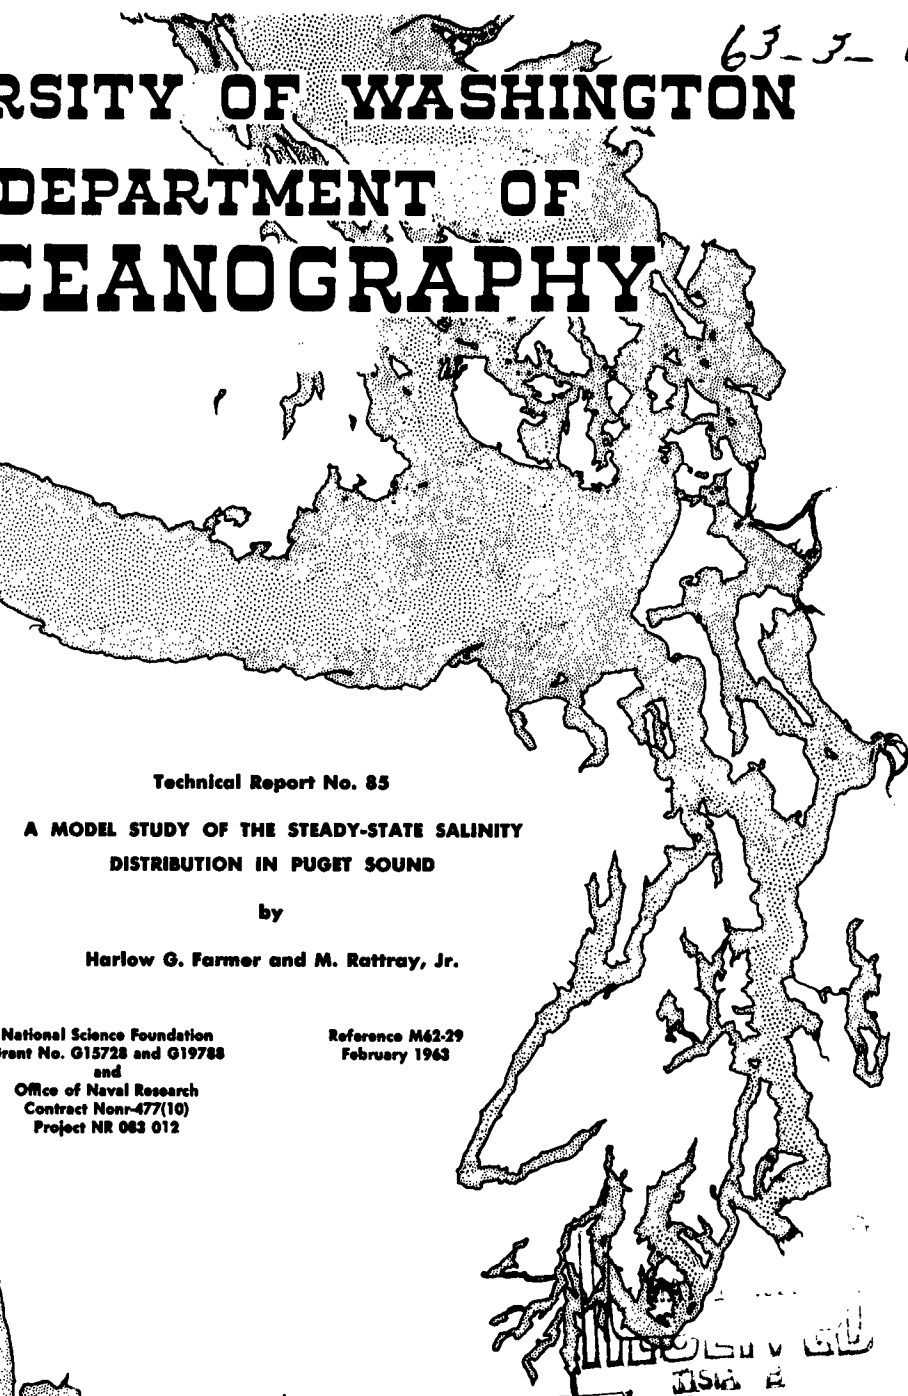 63-3-
RSITY OF WASHINGTON
DEPARTMENT OF
CEANOGRAPHY
Technical Report No. 85
A MODEL STUDY OF THE STEADY-STATE SALINITY
DISTRIBUTION IN PUGET SOUND
by
Harlow G. Farmer and M. Rattray, Jr.
National Science Foundation
rant No. G15728 and G19788
and
Office of Naval Research
Contract Nonr-477(10)
Project NR 083 012
Reference M62-29
February 1963